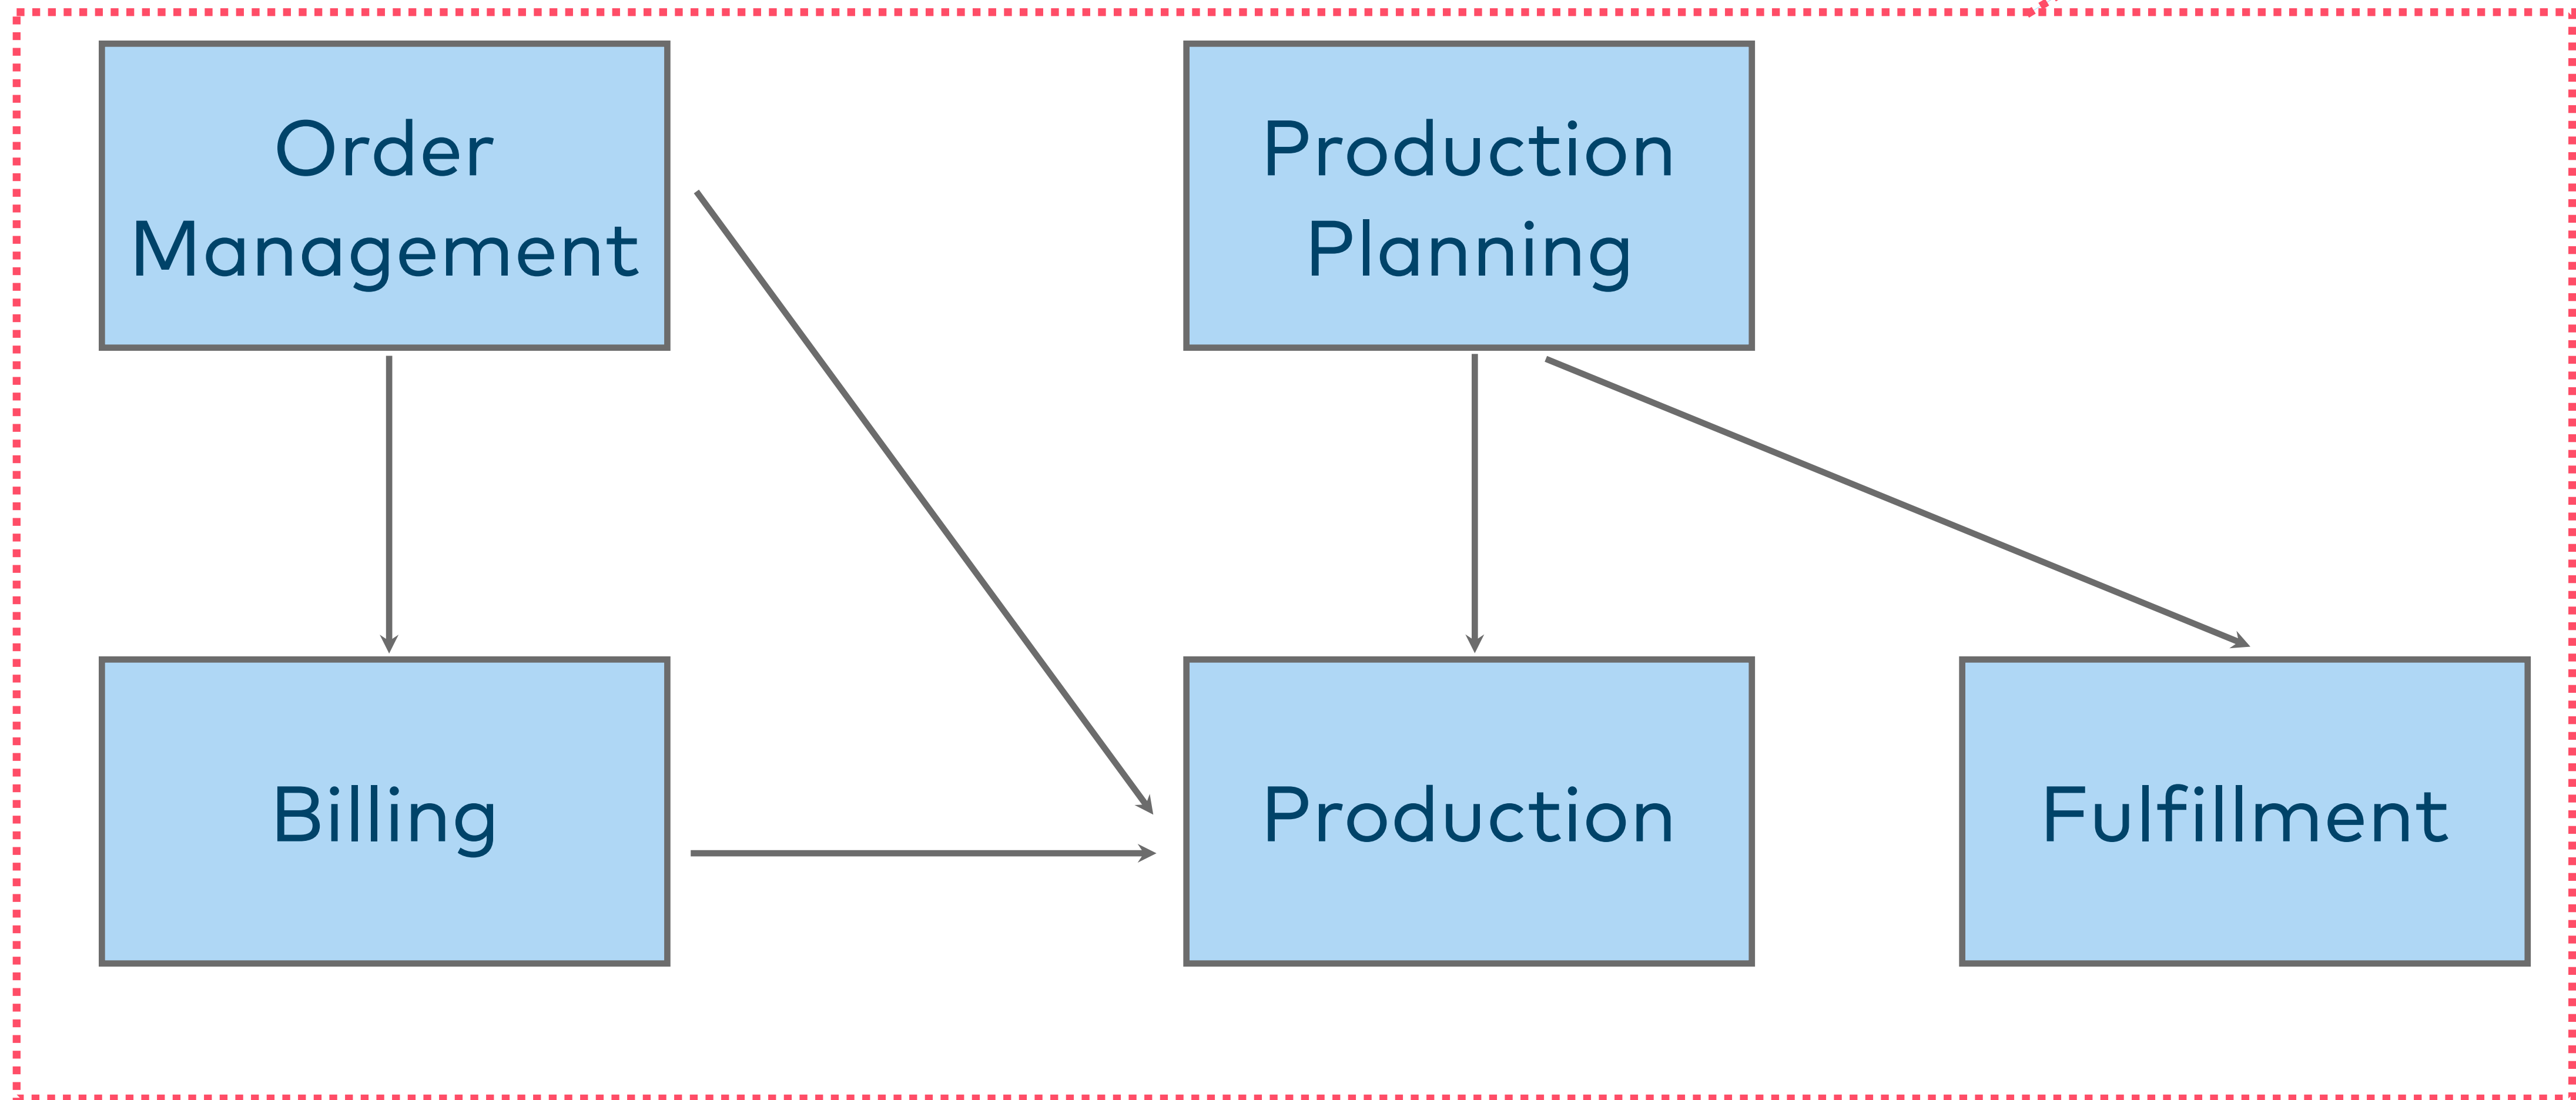 Order
Management
Production
Planning
Billing
Production
Fulfillment